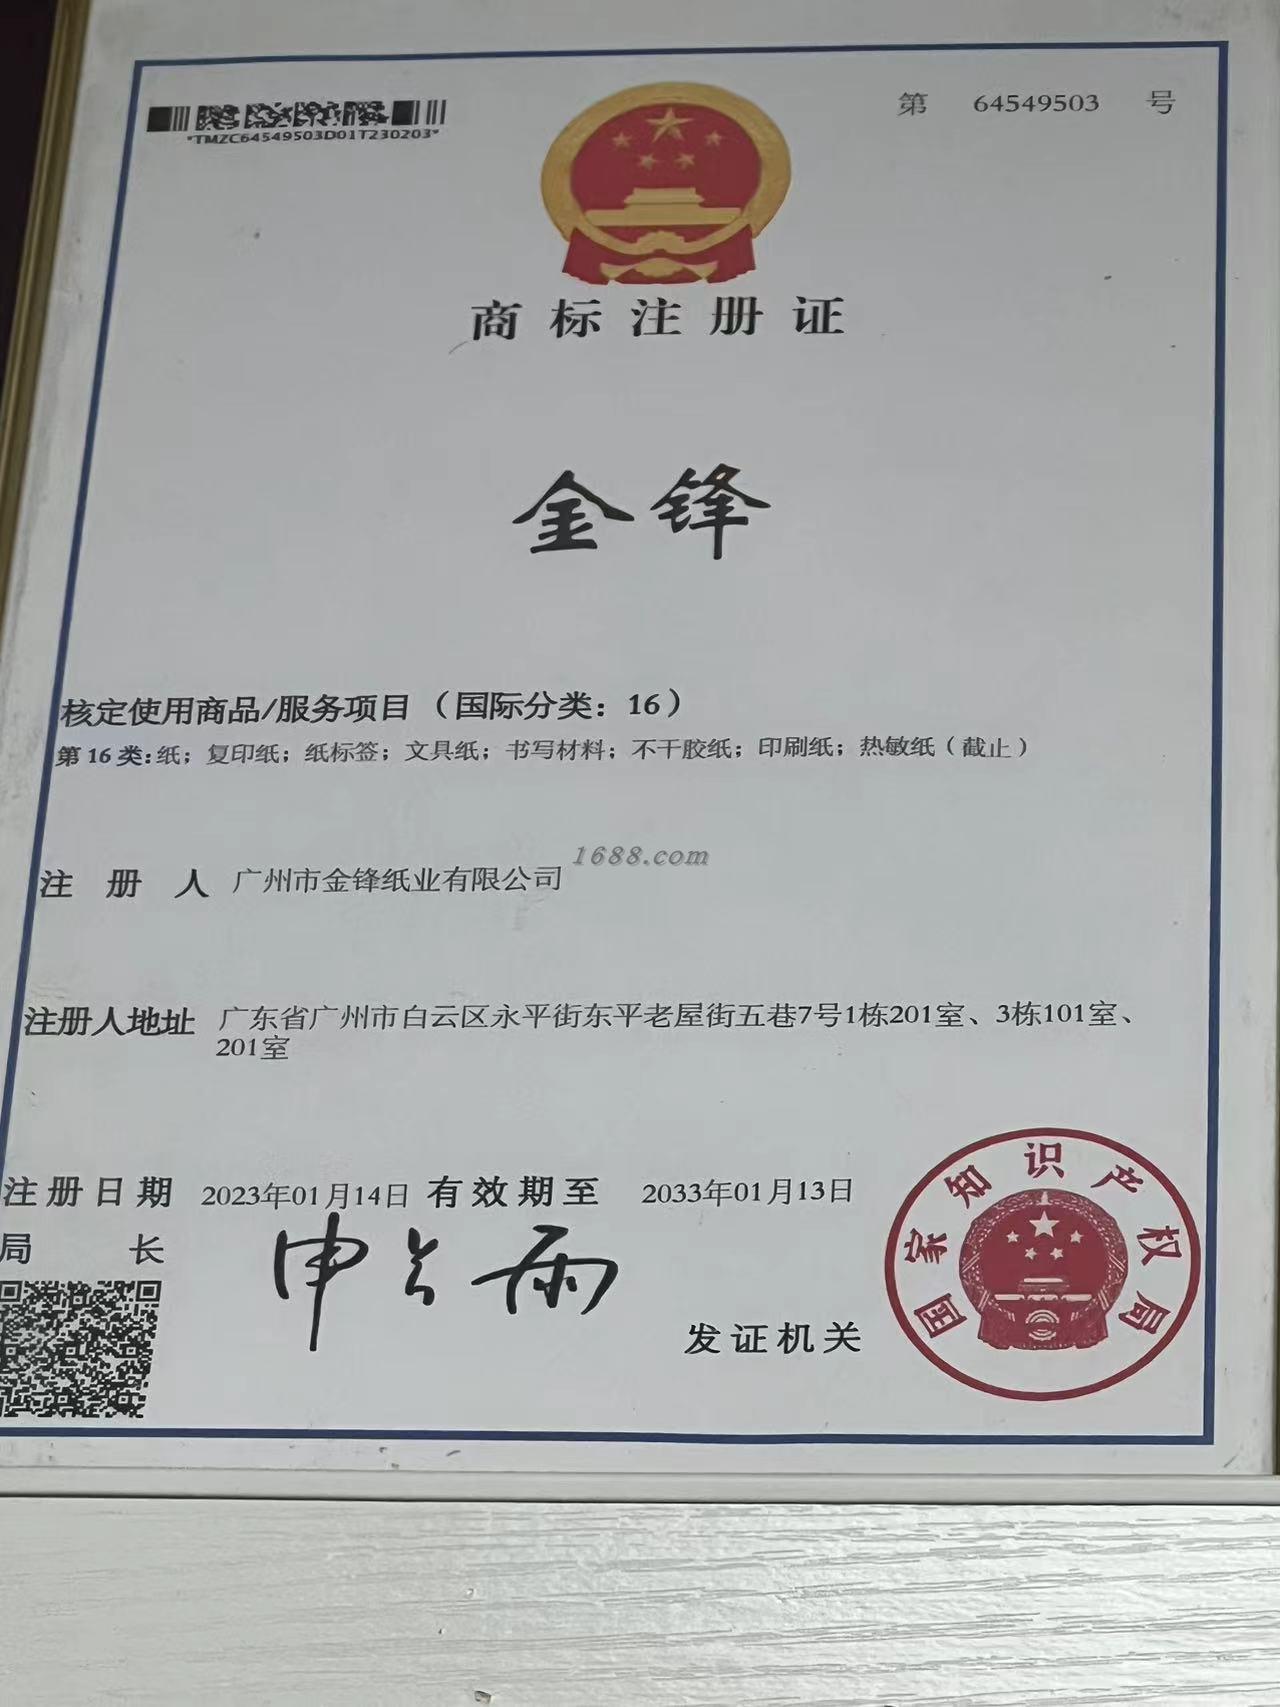 第 64549503 号
*TMZC64549503D01T230203*
商标注册证
金锋
核定使用商品/服务项目（国际分类：16）
第16类:纸；复印纸；纸标签；文具纸；书写材料；不干胶纸；印刷纸；热敏纸（截止）
1688.com
注册人 广州市金锋纸业有限公司
注册人地址 广东省广州市白云区永平街东平老屋街五巷7号1栋201室、3栋101室、
201室
注册日期 2023年01月14日 有效期至 2033年01月13日
局长 申长雨
发证机关
国家知识产权局